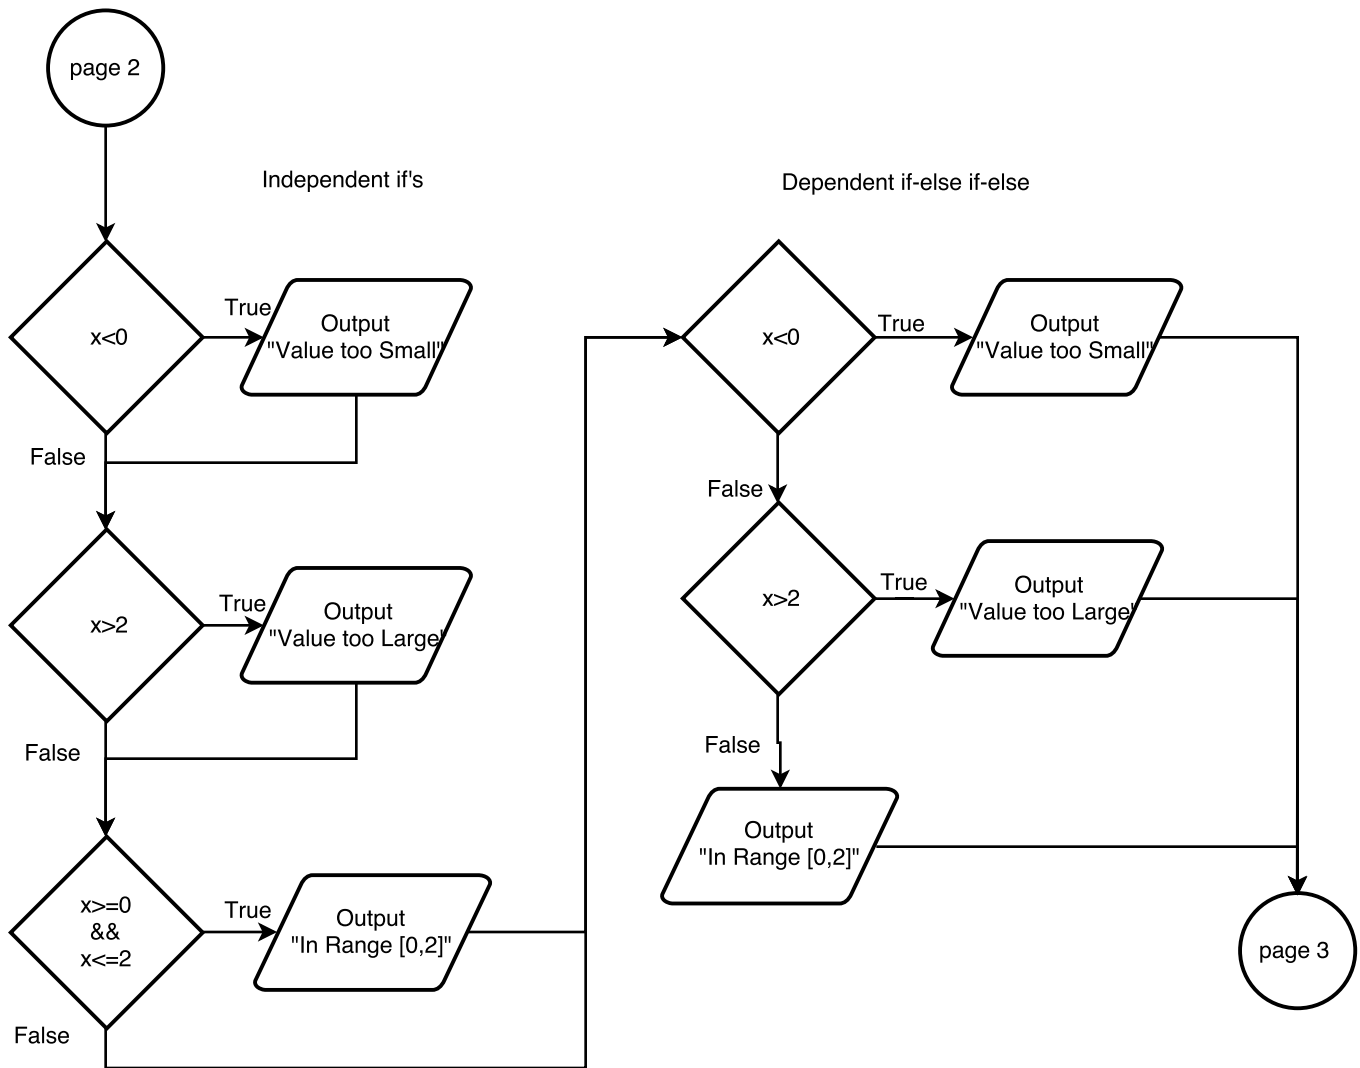 page 2
Independent if's
x<0
True
Output
"Value too Small"
False
x>2
True
Output
"Value too Large'
False
x>=0
&&
x<=2
True
Output
"In Range [0,2]"
False
Dependent if-else if-else
x<0
True
Output
"Value too Small"
False
x>2
True
Output
"Value too Large'
False
Output
"In Range [0,2]"
page 3